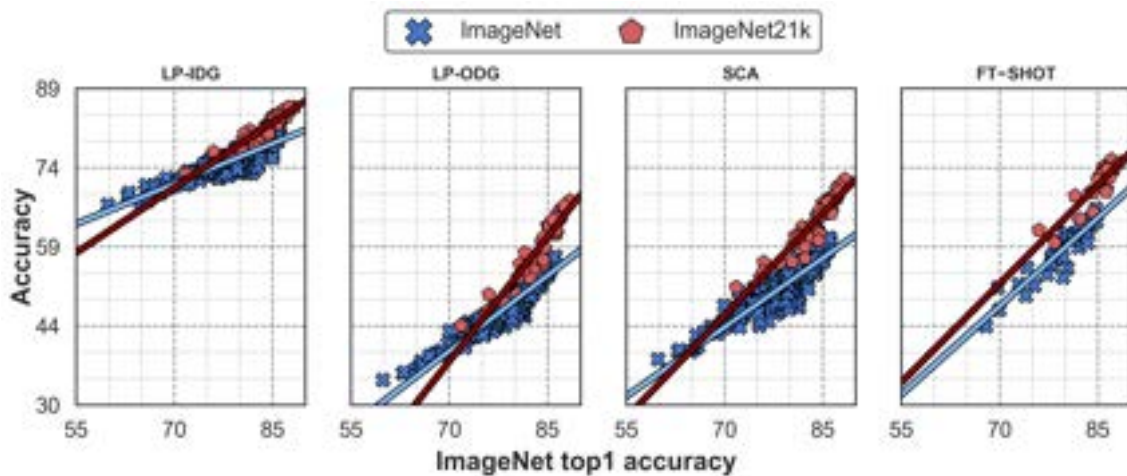 ImageNet ImageNet21k
LP-IDG LP-ODG SCA FT-SHOT
89
74
59
44
30
Accuracy
55 70 85 55 70 85 55 70 85 55 70 85
ImageNet top1 accuracy